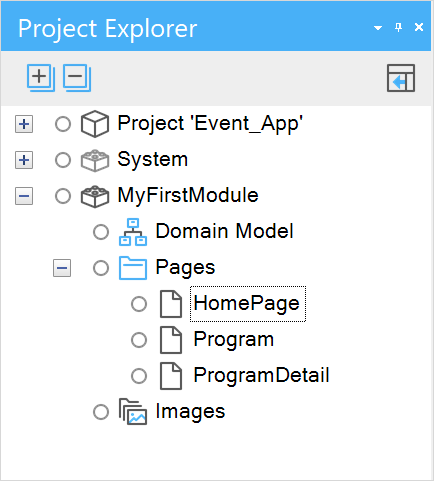 Project Explorer
Project 'Event_App'
System
MyFirstModule
Domain Model
Pages
HomePage
Program
ProgramDetail
Images